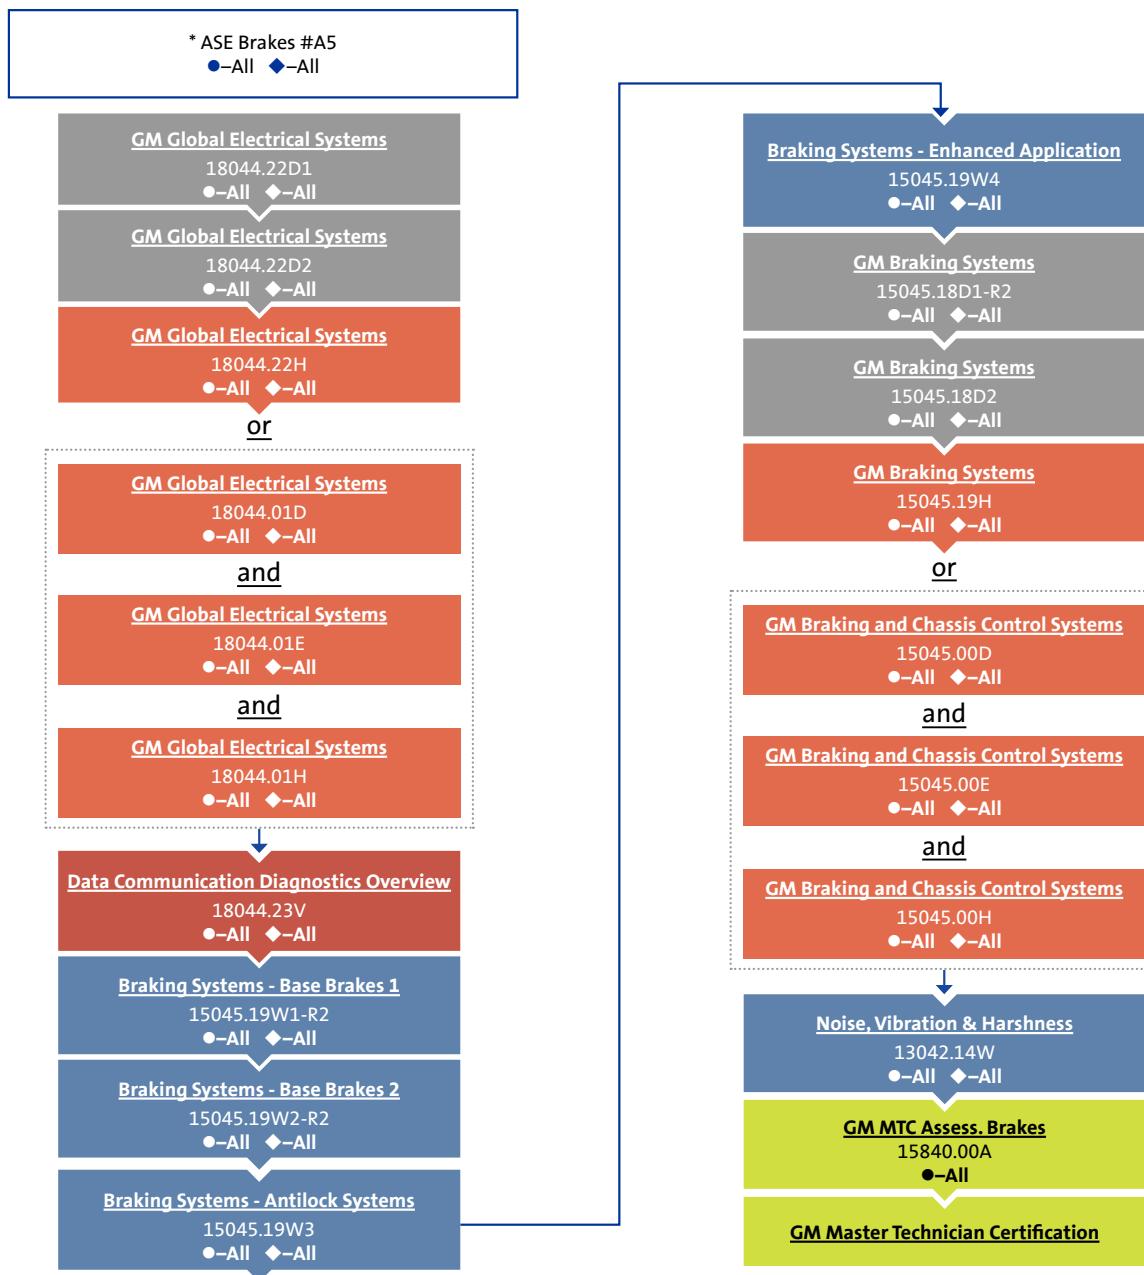 * ASE Brakes #A5
●–All ◆–All
GM Global Electrical Systems
18044.22D1
●–All ◆–All
GM Global Electrical Systems
18044.22D2
●–All ◆–All
GM Global Electrical Systems
18044.22H
●–All ◆–All
or
GM Global Electrical Systems
18044.01D
●–All ◆–All
and
GM Global Electrical Systems
18044.01E
●–All ◆–All
and
GM Global Electrical Systems
18044.01H
●–All ◆–All
Data Communication Diagnostics Overview
18044.23V
●–All ◆–All
Braking Systems - Base Brakes 1
15045.19W1-R2
●–All ◆–All
Braking Systems - Base Brakes 2
15045.19W2-R2
●–All ◆–All
Braking Systems - Antilock Systems
15045.19W3
●–All ◆–All
Braking Systems - Enhanced Application
15045.19W4
●–All ◆–All
GM Braking Systems
15045.18D1-R2
●–All ◆–All
GM Braking Systems
15045.18D2
●–All ◆–All
GM Braking Systems
15045.19H
●–All ◆–All
or
GM Braking and Chassis Control Systems
15045.00D
●–All ◆–All
and
GM Braking and Chassis Control Systems
15045.00E
●–All ◆–All
and
GM Braking and Chassis Control Systems
15045.00H
●–All ◆–All
Noise, Vibration & Harshness
13042.14W
●–All ◆–All
GM MTC Assess. Brakes
15840.00A
●–All
GM Master Technician Certification